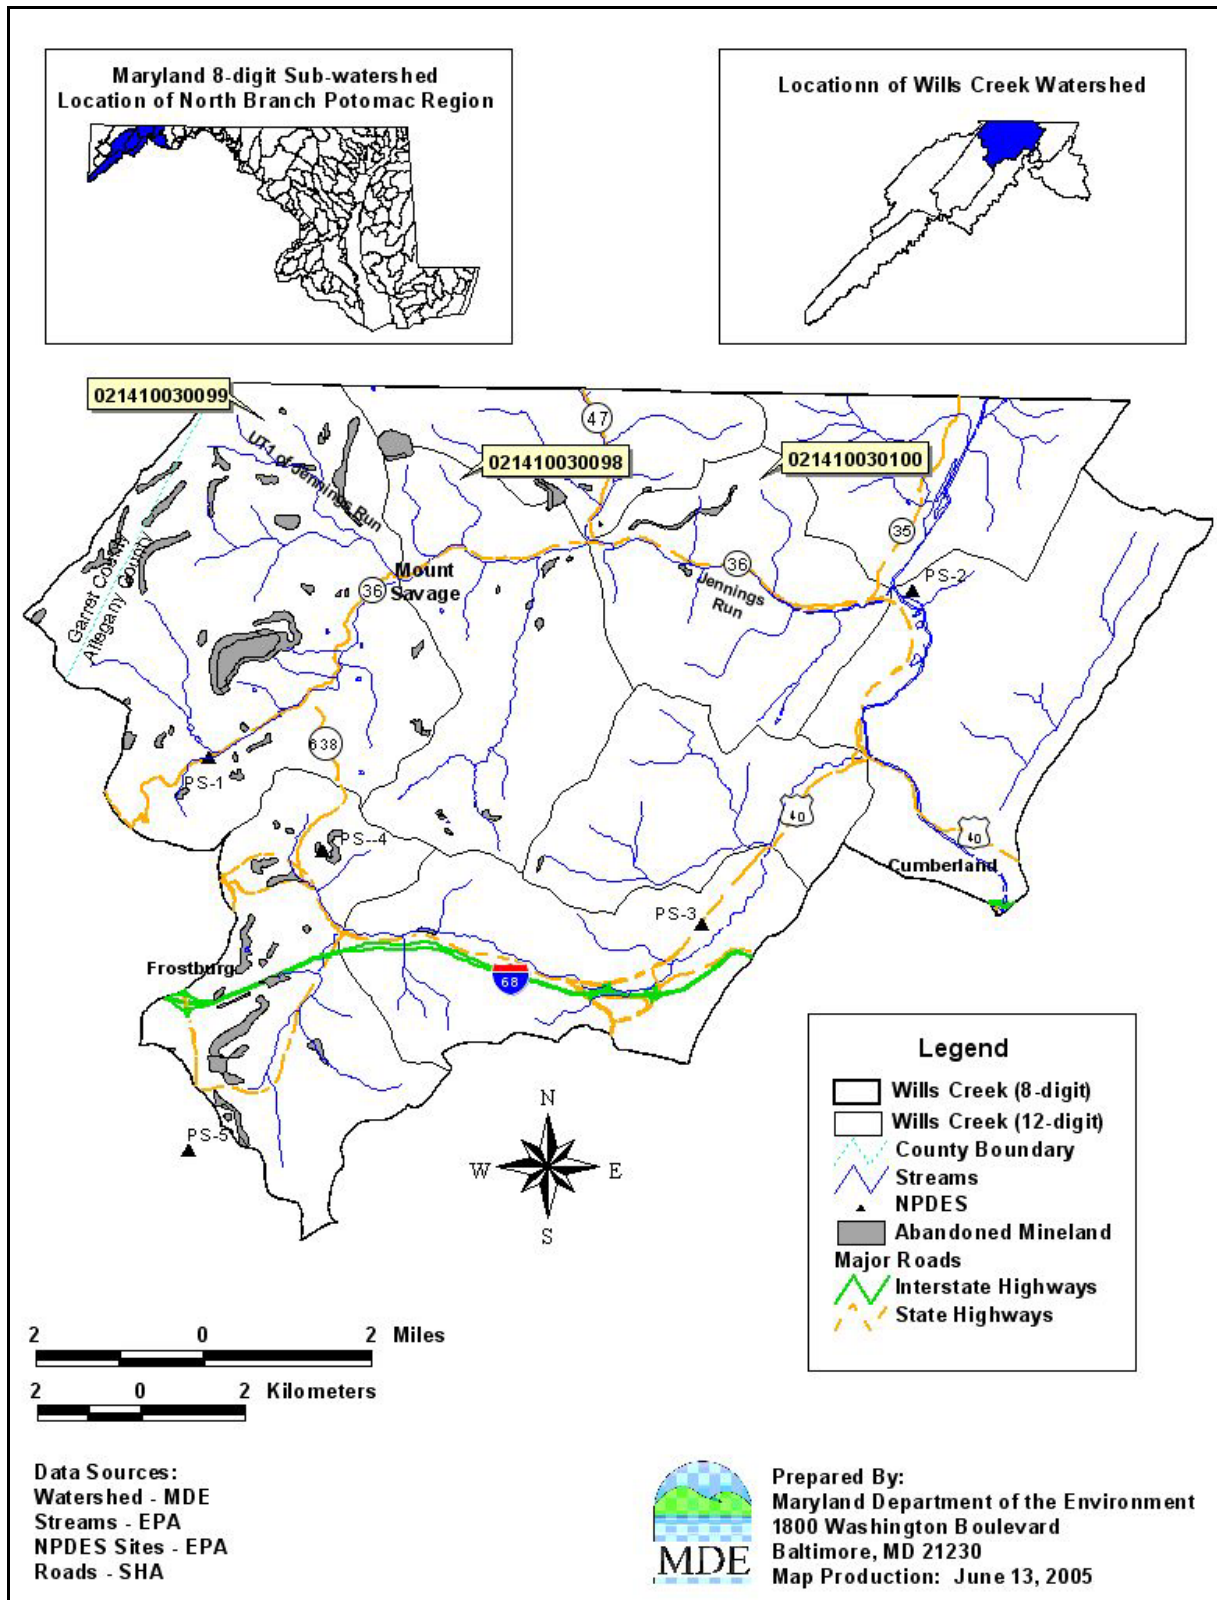 Maryland 8-digit Sub-watershed
Location of North Branch Potomac Region
Locationn of Wills Creek Watershed
021410030099
47
UT1 of Jennings Run
021410030098
021410030100
35
Garret County
Allegany County
36
Mount
Savage
36
Jennings
Run
PS-2
638
PS-1
40
40
PS--4
Cumberland
PS-3
Frostburg
68
PS-5
N
W
E
S
Legend
Wills Creek (8-digit)
Wills Creek (12-digit)
County Boundary
Streams
NPDES
Abandoned Mineland
Major Roads
Interstate Highways
State Highways
2 0 2 Miles
2 0 2 Kilometers
Data Sources:
Watershed - MDE
Streams - EPA
NPDES Sites - EPA
Roads - SHA
MDE
Prepared By:
Maryland Department of the Environment
1800 Washington Boulevard
Baltimore, MD 21230
Map Production: June 13, 2005